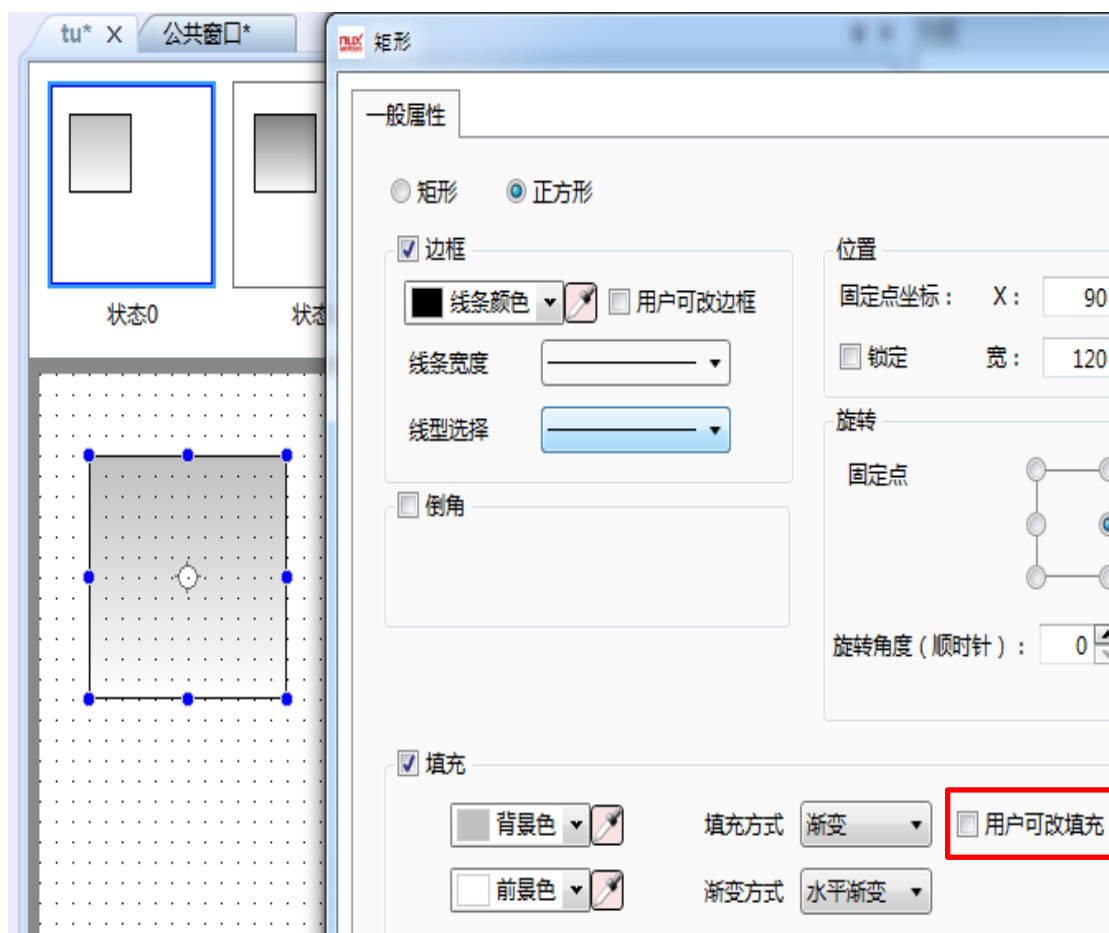 tu* X 公共窗口*
矩形
一般属性
状态0
矩形 正方形
边框
线条颜色 用户可改边框
线条宽度
线型选择
倒角
位置
固定点坐标： X： 90
锁定 宽： 120
旋转
固定点
旋转角度（顺时针）： 0
填充
背景色 填充方式 渐变 用户可改填充
前景色 渐变方式 水平渐变